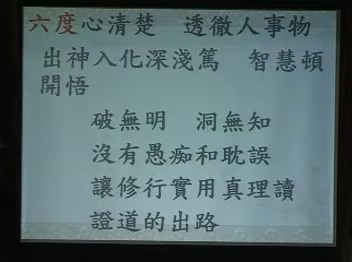 六度心清楚 透徹人事物
出神入化深淺篤 智慧頓
開悟
破無明 洞無知
沒有愚痴和耽誤
讓修行實用真理讀
證道的出路